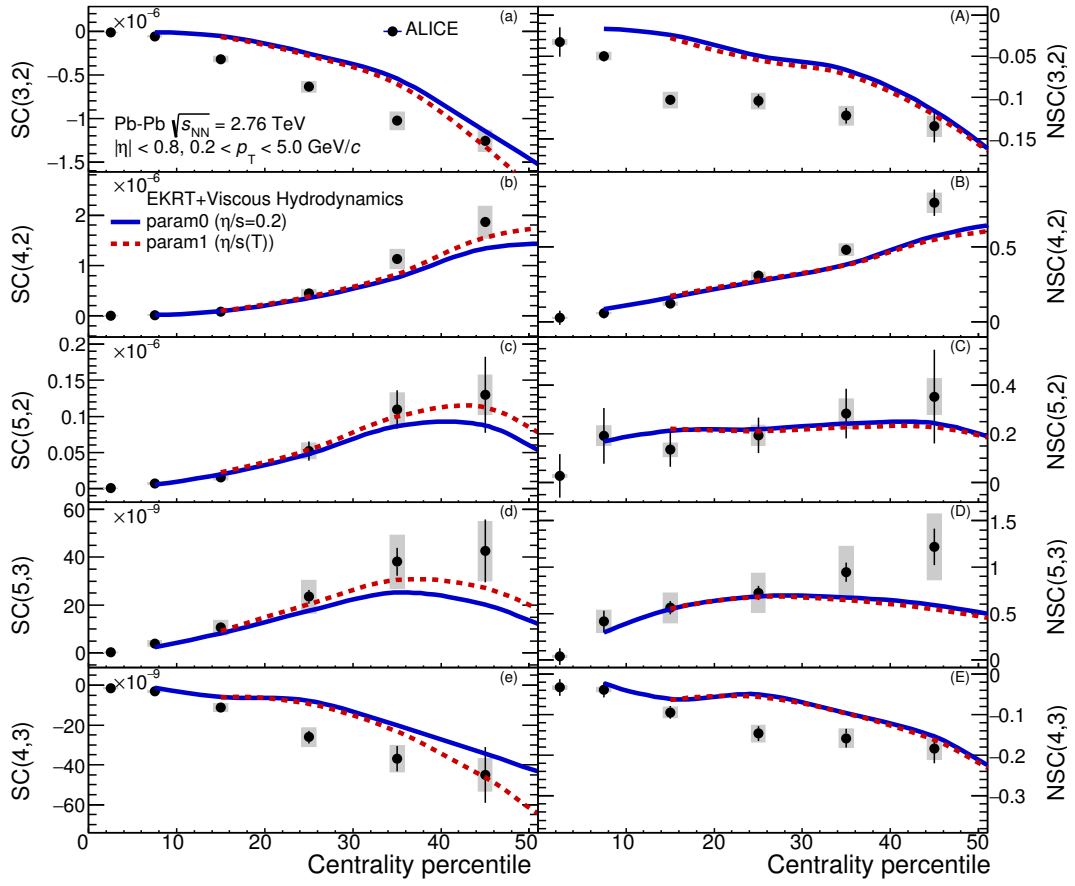 ×10⁻⁶
(a)
ALICE
SC(3,2)
0
−0.5
−1
−1.5
Pb-Pb √sNN = 2.76 TeV
|η| < 0.8, 0.2 < pT < 5.0 GeV/c
(A)
NSC(3,2)
0
−0.05
−0.1
−0.15
×10⁻⁶
(b)
SC(4,2)
2
1
0
EKRT+Viscous Hydrodynamics
param0 (η/s=0.2)
param1 (η/s(T))
(B)
NSC(4,2)
0.5
0
×10⁻⁶
(c)
SC(5,2)
0.2
0.15
0.1
0.05
0
(C)
NSC(5,2)
0.4
0.2
0
×10⁻⁹
(d)
SC(5,3)
60
40
20
0
(D)
NSC(5,3)
1.5
1
0.5
0
×10⁻⁹
(e)
SC(4,3)
0
−20
−40
−60
(E)
NSC(4,3)
0
−0.1
−0.2
−0.3
0 10 20 30 40 50
Centrality percentile
10 20 30 40 50
Centrality percentile